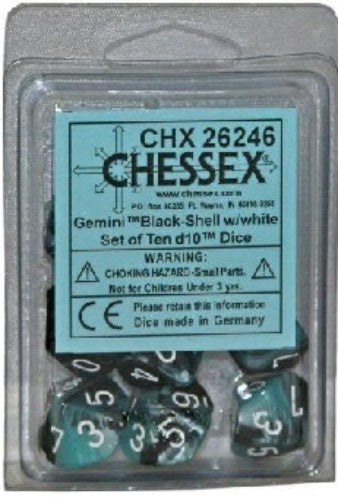 CHX 26246
CHESSEX®
www.chessex.com
Gemini™Black-Shell w/white
Set of Ten d10™ Dice
WARNING:
CHOKING HAZARD-Small Parts.
Not for Children Under 3 yrs.
CE Please retain this information
Dice made in Germany